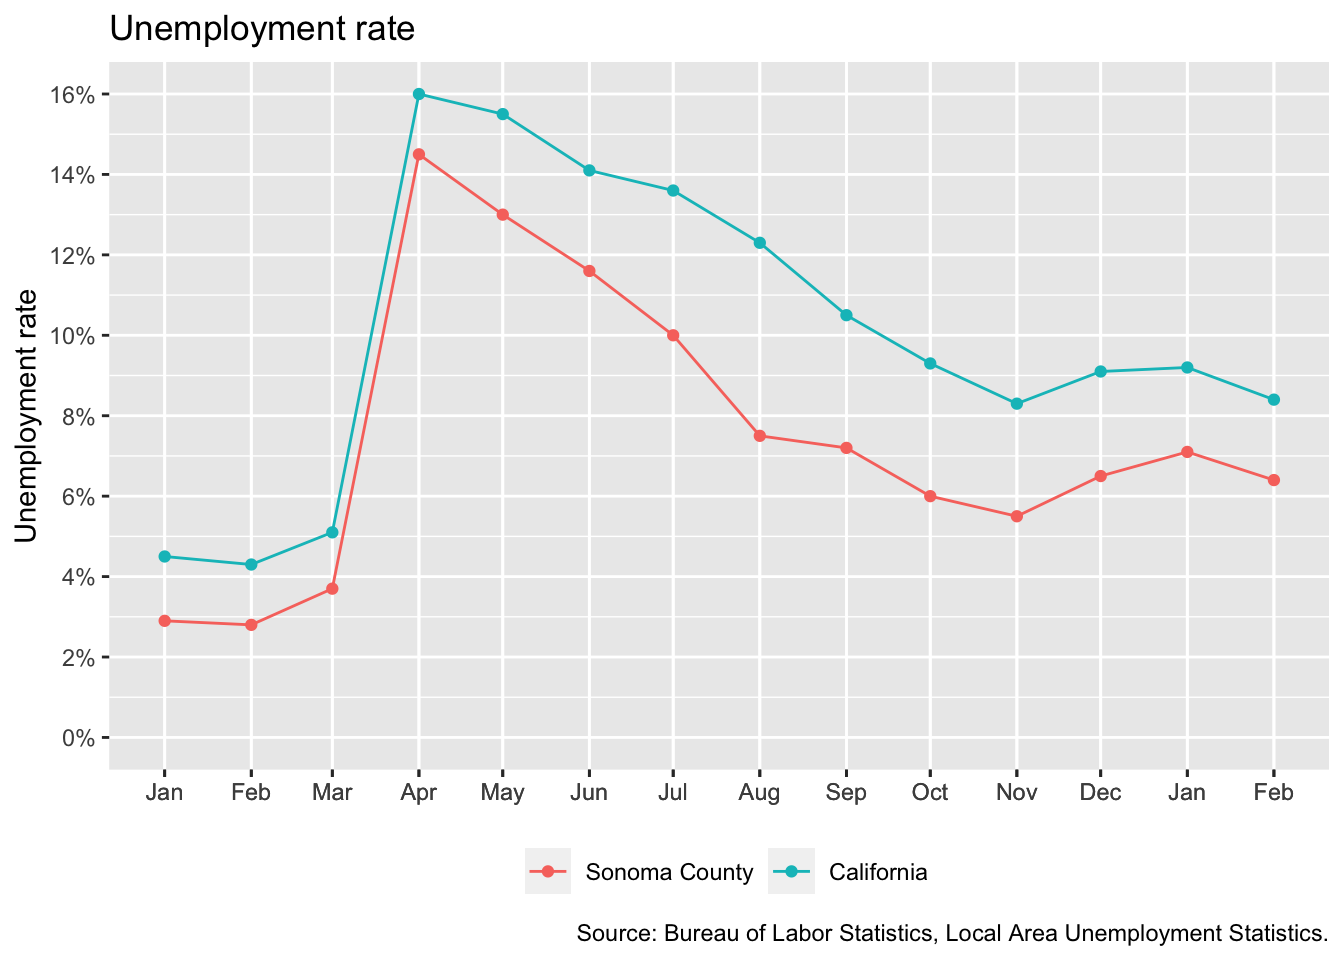 Unemployment rate
Unemployment rate
16%
14%
12%
10%
8%
6%
4%
2%
0%
Jan Feb Mar Apr May Jun Jul Aug Sep Oct Nov Dec Jan Feb
Sonoma County California
Source: Bureau of Labor Statistics, Local Area Unemployment Statistics.